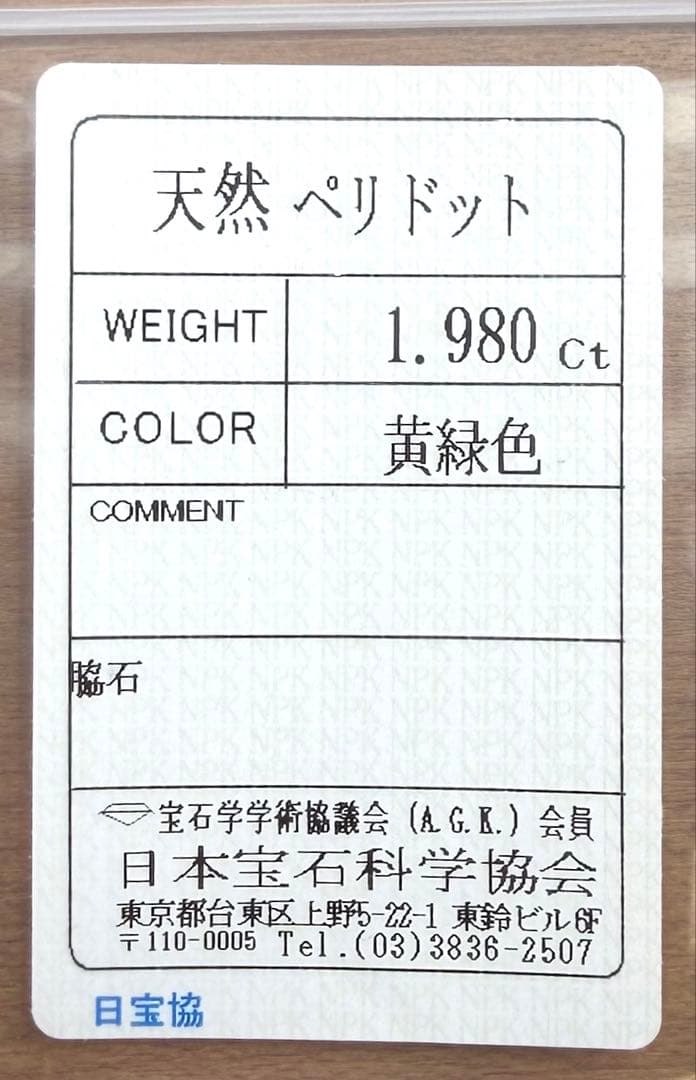 天然 ペリドット
WEIGHT 1.980 Ct
COLOR 黄緑色
COMMENT
脇石
宝石学学術協議会 (A.G.K.) 会員
日本宝石科学協会
東京都台東区上野5-22-1 東鈴ビル6F
〒110-0005 Tel.(03)3836-2507
日宝協